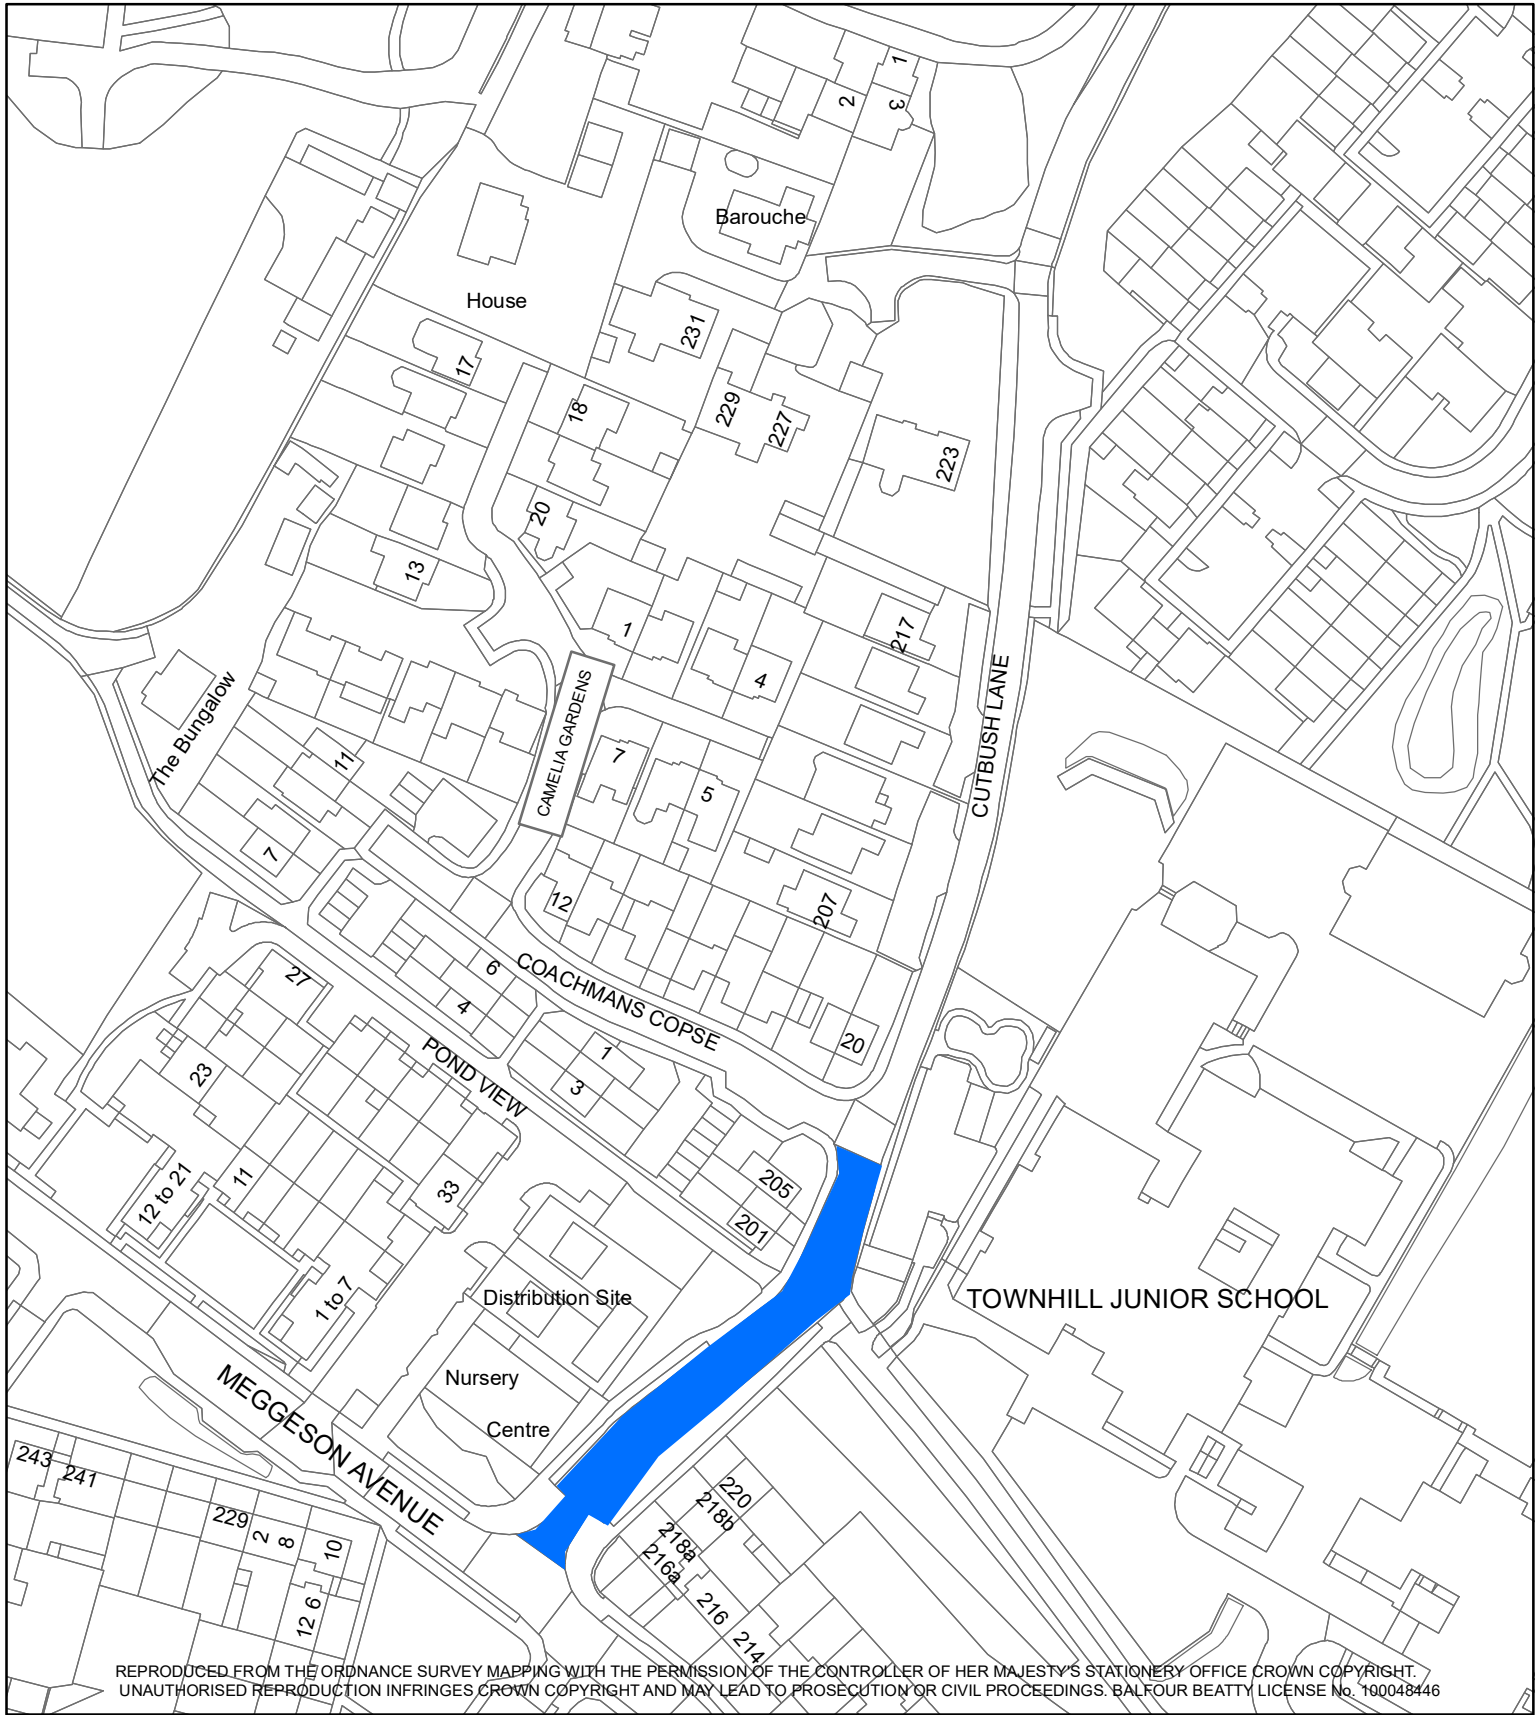 1
2
3
Barouche
House
231
17
18
229
227
223
20
13
1
217
4
CUTBUSH LANE
The Bungalow
CAMELIA GARDENS
11
7
5
7
12
207
COACHMANS COPSE
6
4
27
20
POND VIEW
1
3
23
205
201
11
33
12 to 21
1 to 7
Distribution Site
TOWNHILL JUNIOR SCHOOL
Nursery
Centre
MEGGESON AVENUE
243
241
229
2
8
10
12
6
220
218b
218a
216a
216
214
REPRODUCED FROM THE ORDNANCE SURVEY MAPPING WITH THE PERMISSION OF THE CONTROLLER OF HER MAJESTY'S STATIONERY OFFICE CROWN COPYRIGHT.
UNAUTHORISED REPRODUCTION INFRINGES CROWN COPYRIGHT AND MAY LEAD TO PROSECUTION OR CIVIL PROCEEDINGS. BALFOUR BEATTY LICENSE No. 100048446